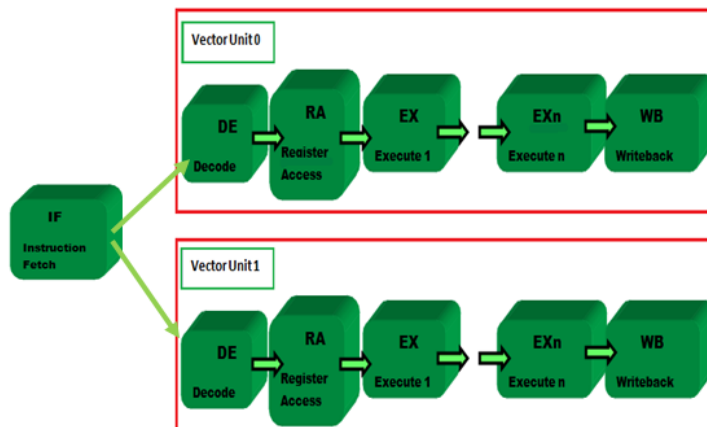 Vector Unit 0
DE
Decode
RA
Register
Access
EX
Execute 1
EXn
Execute n
WB
Writeback
IF
Instruction
Fetch
Vector Unit 1
DE
Decode
RA
Register
Access
EX
Execute 1
EXn
Execute n
WB
Writeback